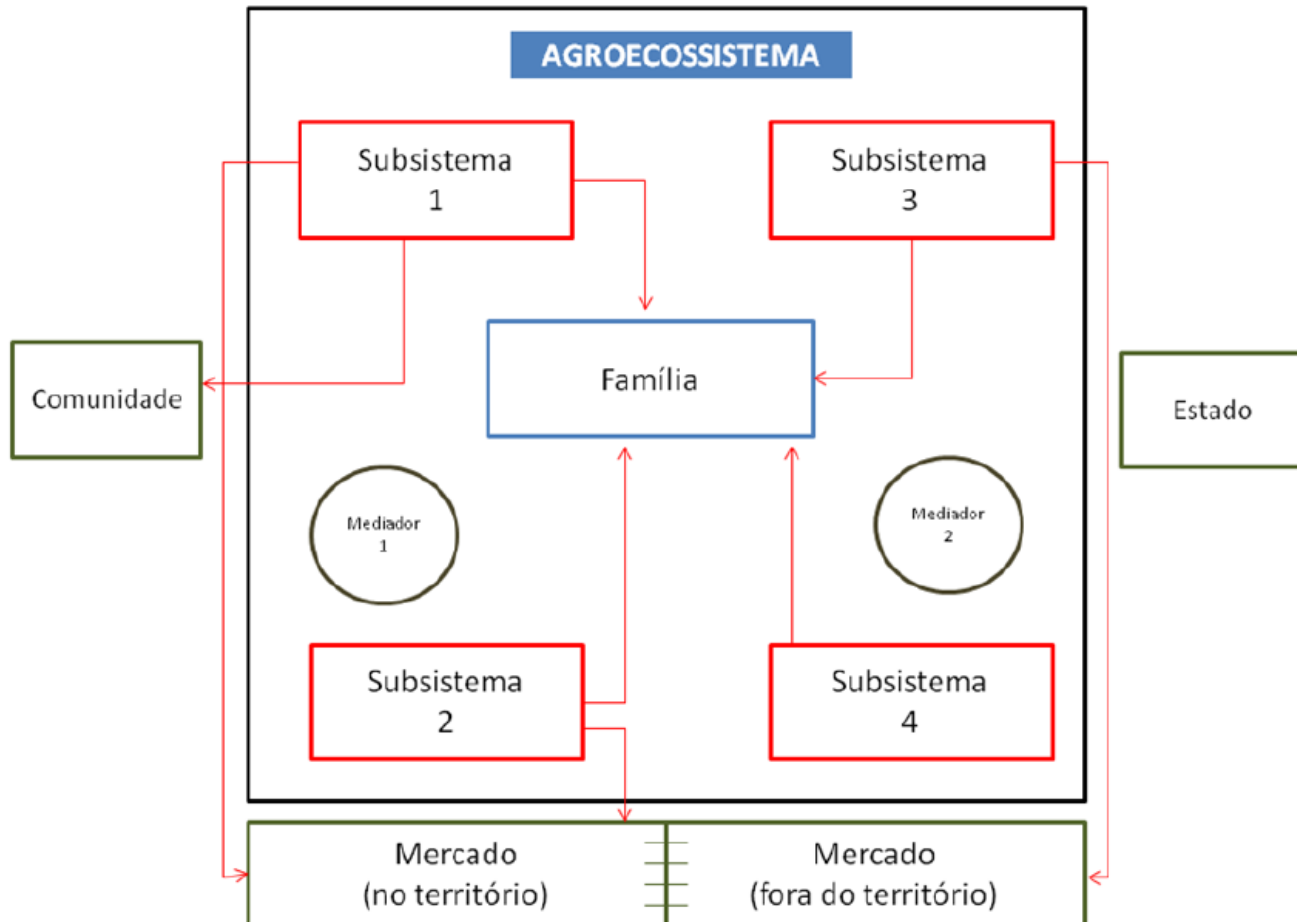 AGROECOSSISTEMA
Subsistema
1
Subsistema
3
Comunidade
Família
Estado
Mediador
1
Mediador
2
Subsistema
2
Subsistema
4
Mercado
(no território)
Mercado
(fora do território)